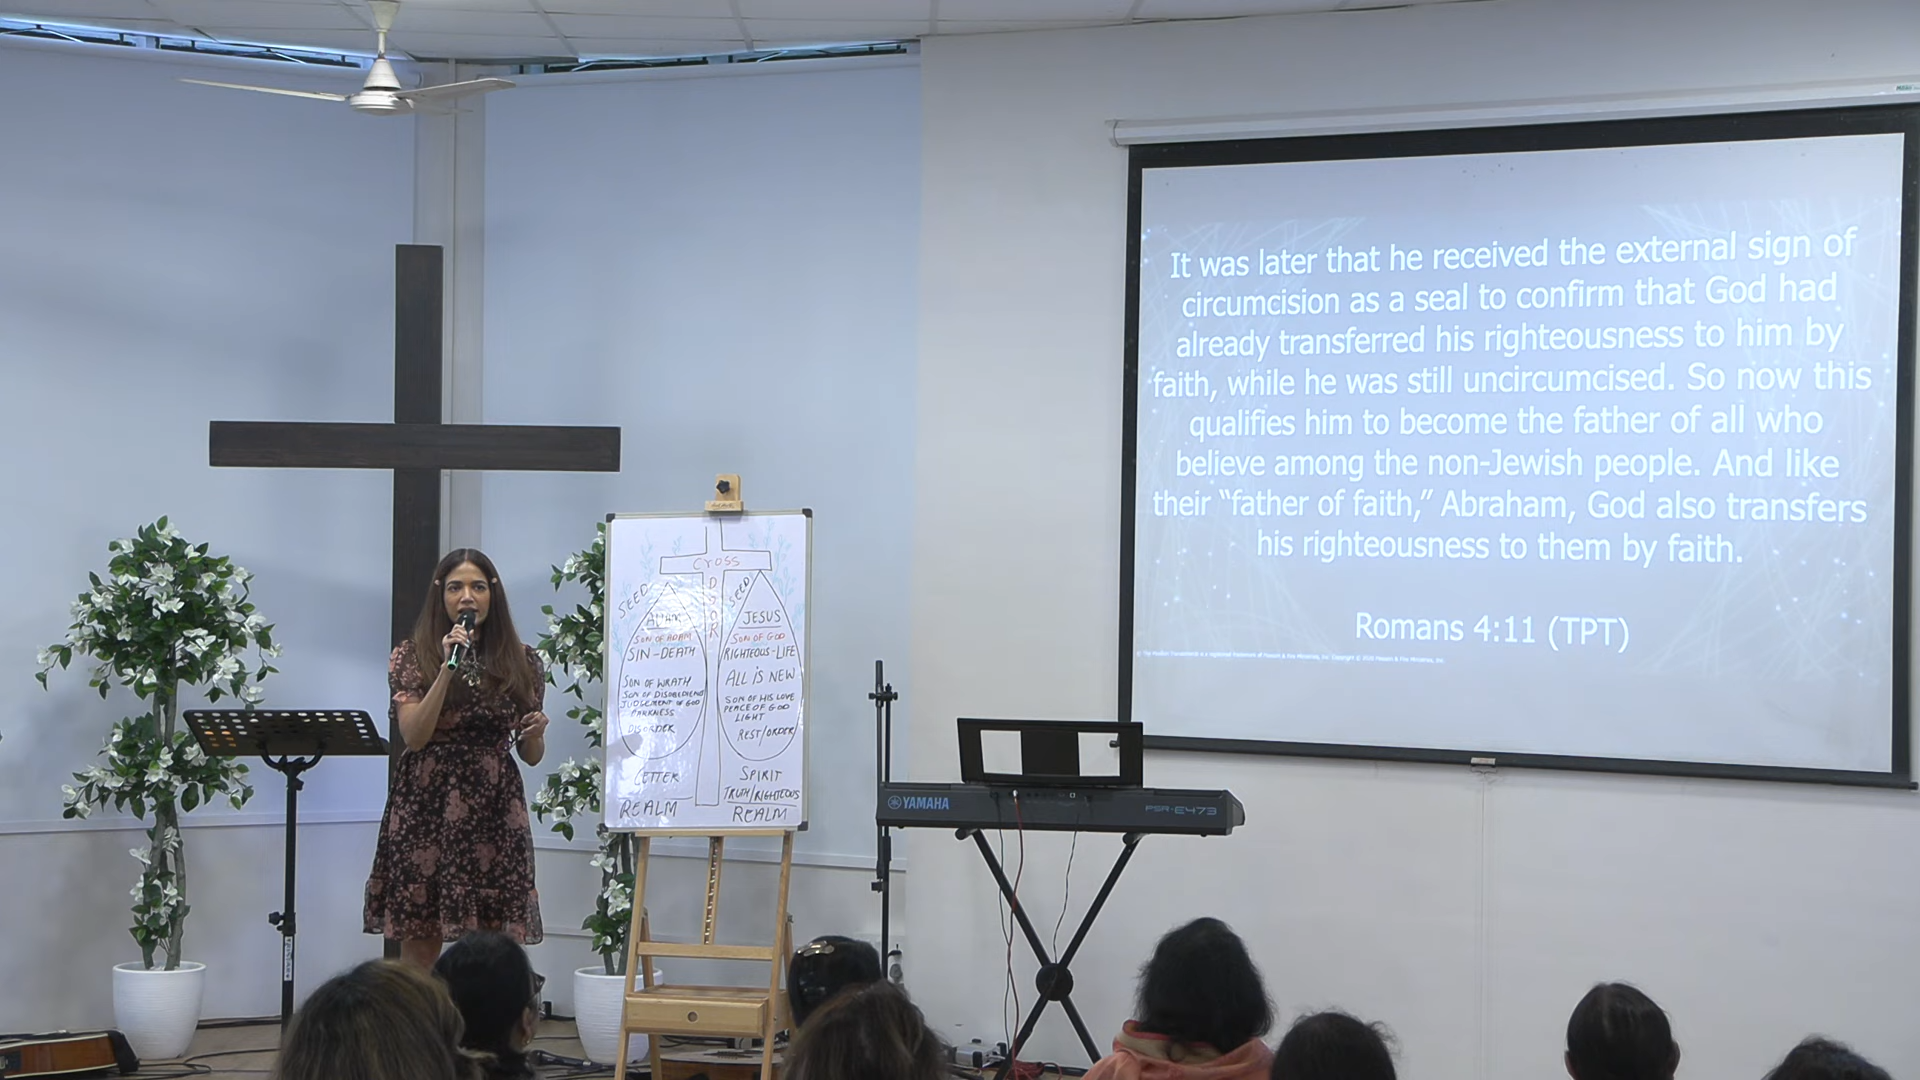 It was later that he received the external sign of
circumcision as a seal to confirm that God had
already transferred his righteousness to him by
faith, while he was still uncircumcised. So now this
qualifies him to become the father of all who
believe among the non-Jewish people. And like
their “father of faith,” Abraham, God also transfers
his righteousness to them by faith.
Romans 4:11 (TPT)
CROSS
DOOR
SEED
ADAM
SON OF ADAM
SIN-DEATH
SON OF WRATH
SON OF DISOBEDIENT
JUDGEMENT OF GOD
DARKNESS
DISORDER
LETTER
REALM
SEED
JESUS
SON OF GOD
RIGHTEOUS-LIFE
ALL iS NEW
SON OF HIS LOVE
PEACE OF GOD
LIGHT
REST/ORDER
SPIRIT
TRUTH/RIGHTEOUS
REALM
YAMAHA
PSR-E473